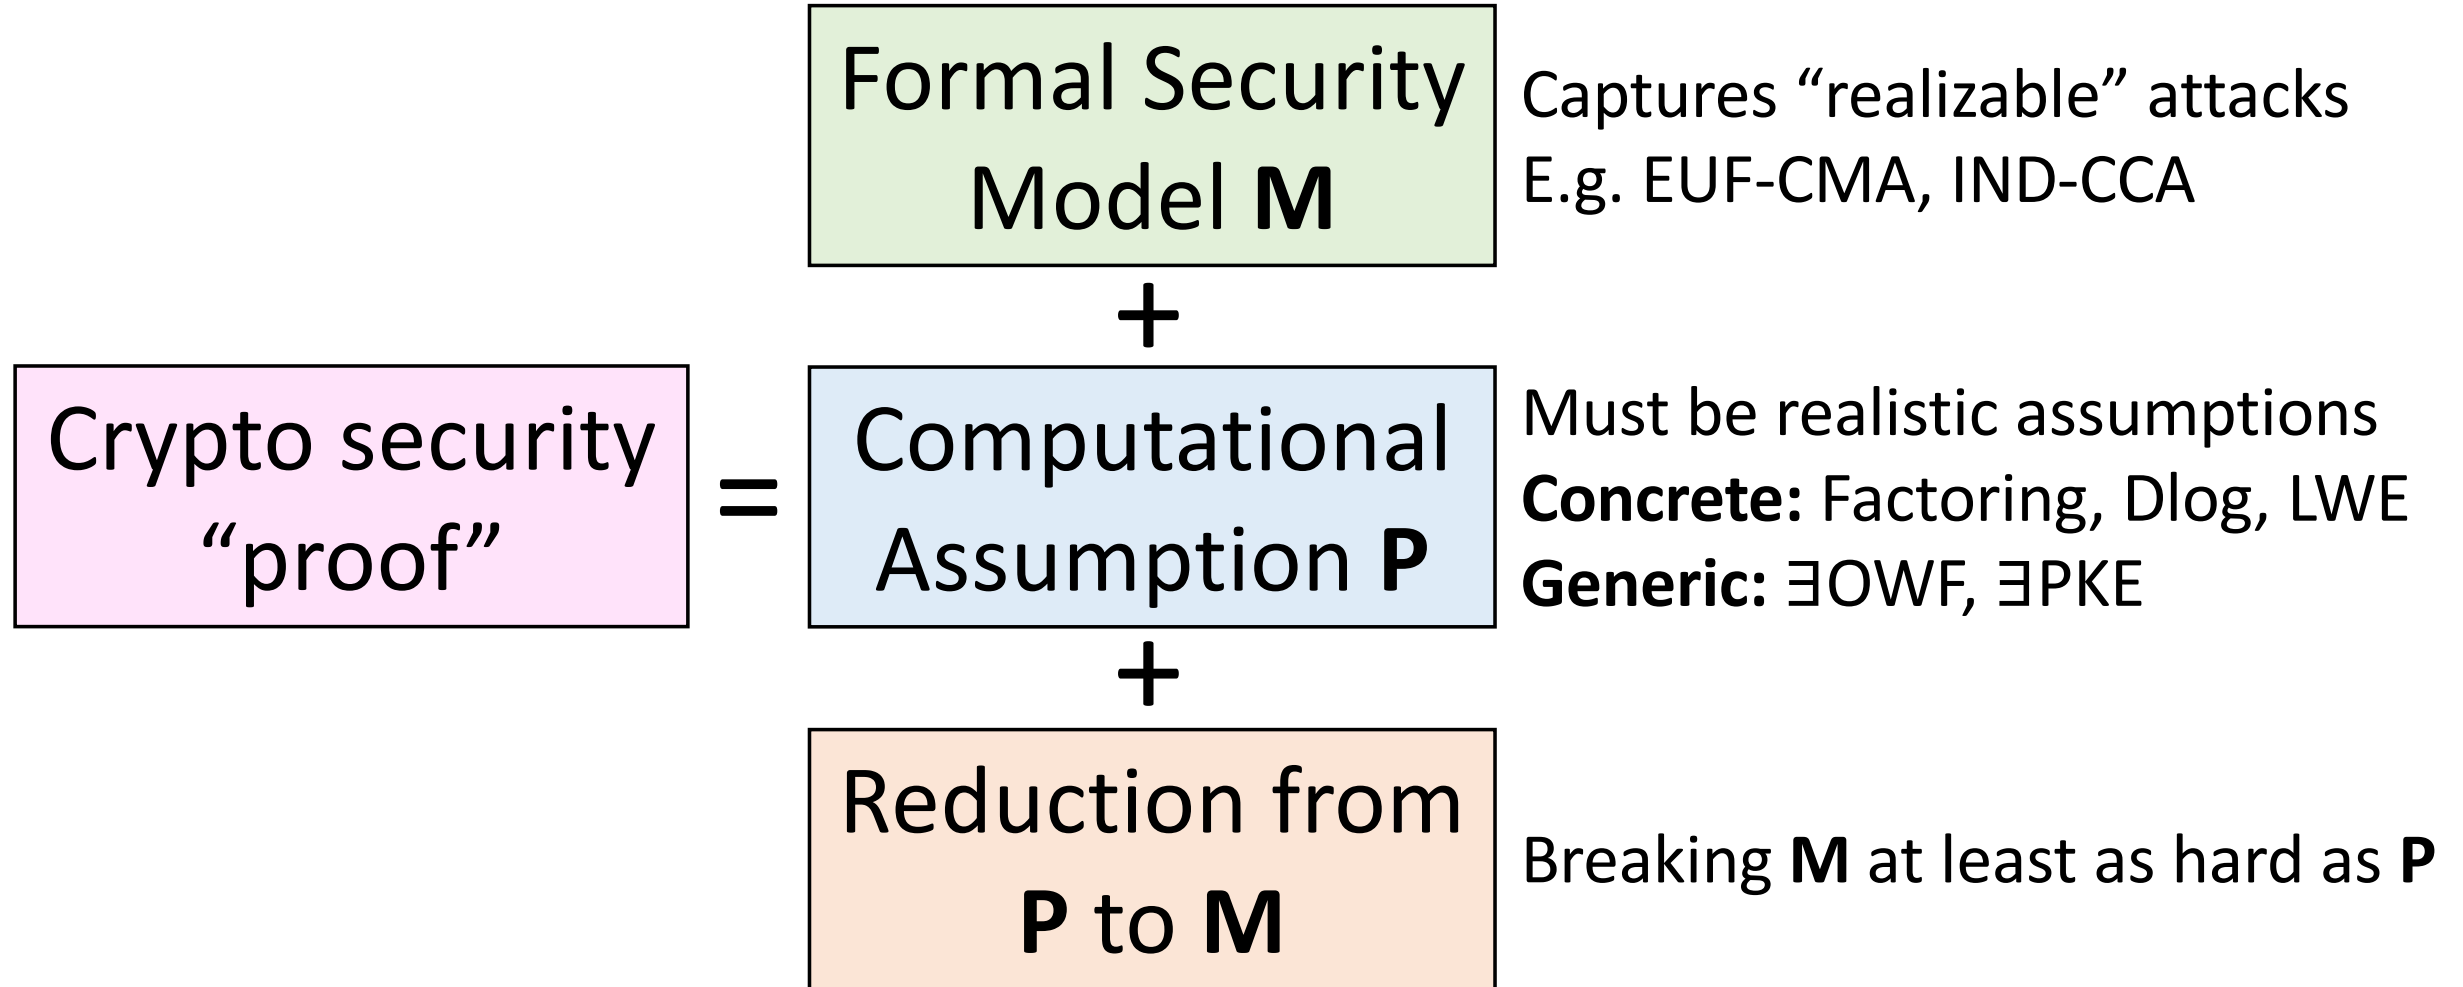 Formal Security
Model M
Captures “realizable” attacks
E.g. EUF-CMA, IND-CCA
+
Crypto security
“proof”
=
Computational
Assumption P
Must be realistic assumptions
Concrete: Factoring, Dlog, LWE
Generic: ∃OWF, ∃PKE
+
Reduction from
P to M
Breaking M at least as hard as P